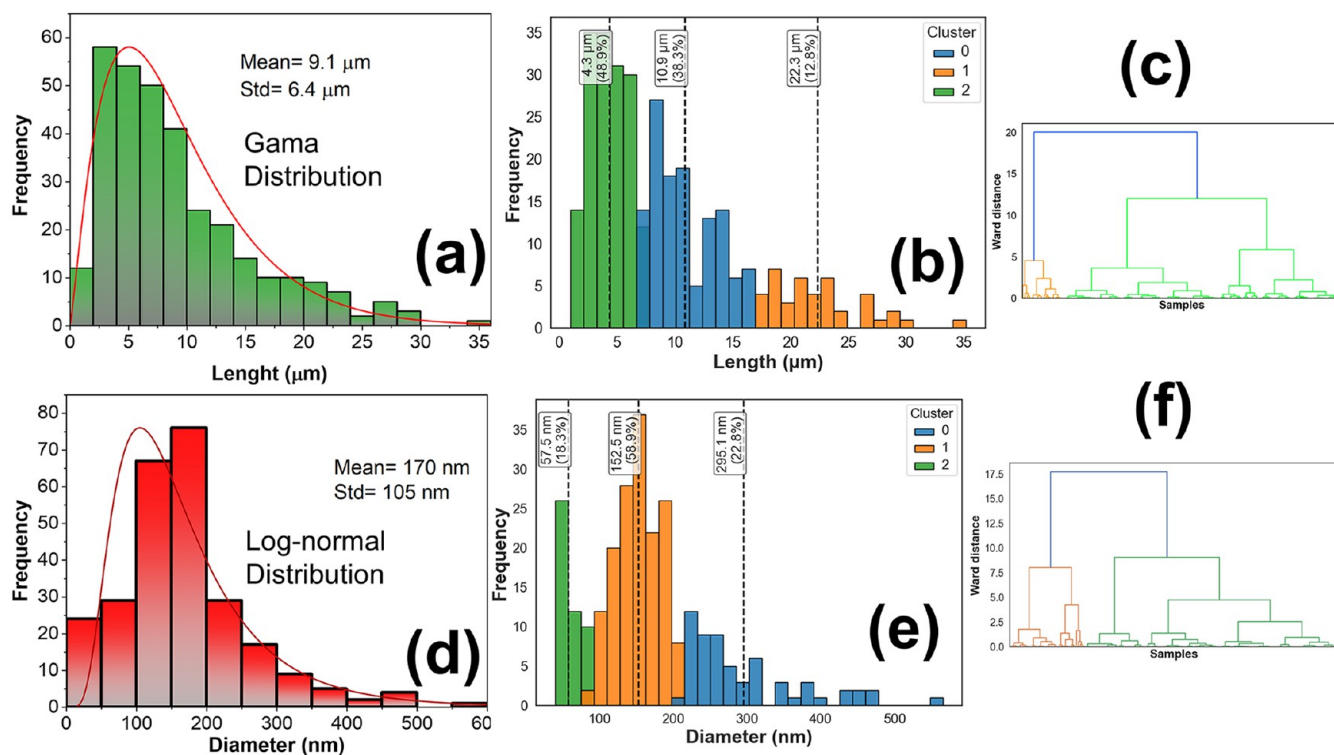 Frequency
60
50
40
30
20
10
0
0
5
10
15
20
25
30
35
Lenght (μm)
Mean= 9.1 μm
Std= 6.4 μm
Gama
Distribution
(a)
Frequency
35
30
25
20
15
10
5
0
0
5
10
15
20
25
30
35
Length (μm)
4.3 μm
(48.9%)
10.9 μm
(38.3%)
22.3 μm
(12.8%)
Cluster
0
1
2
(b)
(c)
Ward distance
20
15
10
5
0
Samples
Frequency
80
70
60
50
40
30
20
10
0
0
100
200
300
400
500
600
Diameter (nm)
Mean= 170 nm
Std= 105 nm
Log-normal
Distribution
(d)
Frequency
35
30
25
20
15
10
5
0
100
200
300
400
500
Diameter (nm)
57.5 nm
(18.3%)
152.5 nm
(58.9%)
295.1 nm
(22.8%)
Cluster
0
1
2
(e)
(f)
Ward distance
17.5
15.0
12.5
10.0
7.5
5.0
2.5
0.0
Samples